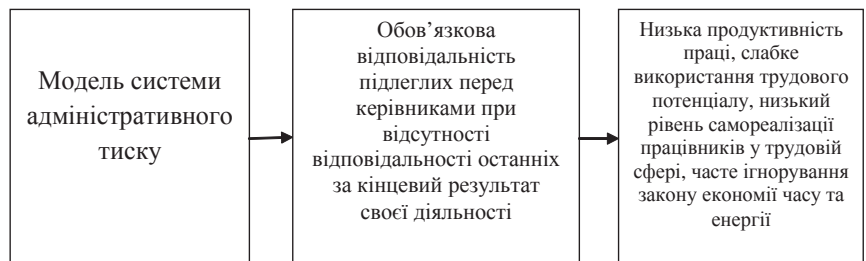 Модель системи
адміністративного
тиску
Обов’язкова
відповідальність
підлеглих перед
керівниками при
відсутності
відповідальності останніх
за кінцевий результат
своєї діяльності
Низька продуктивність
праці, слабке
використання трудового
потенціалу, низький
рівень самореалізації
працівників у трудовій
сфері, часте ігнорування
закону економії часу та
енергії